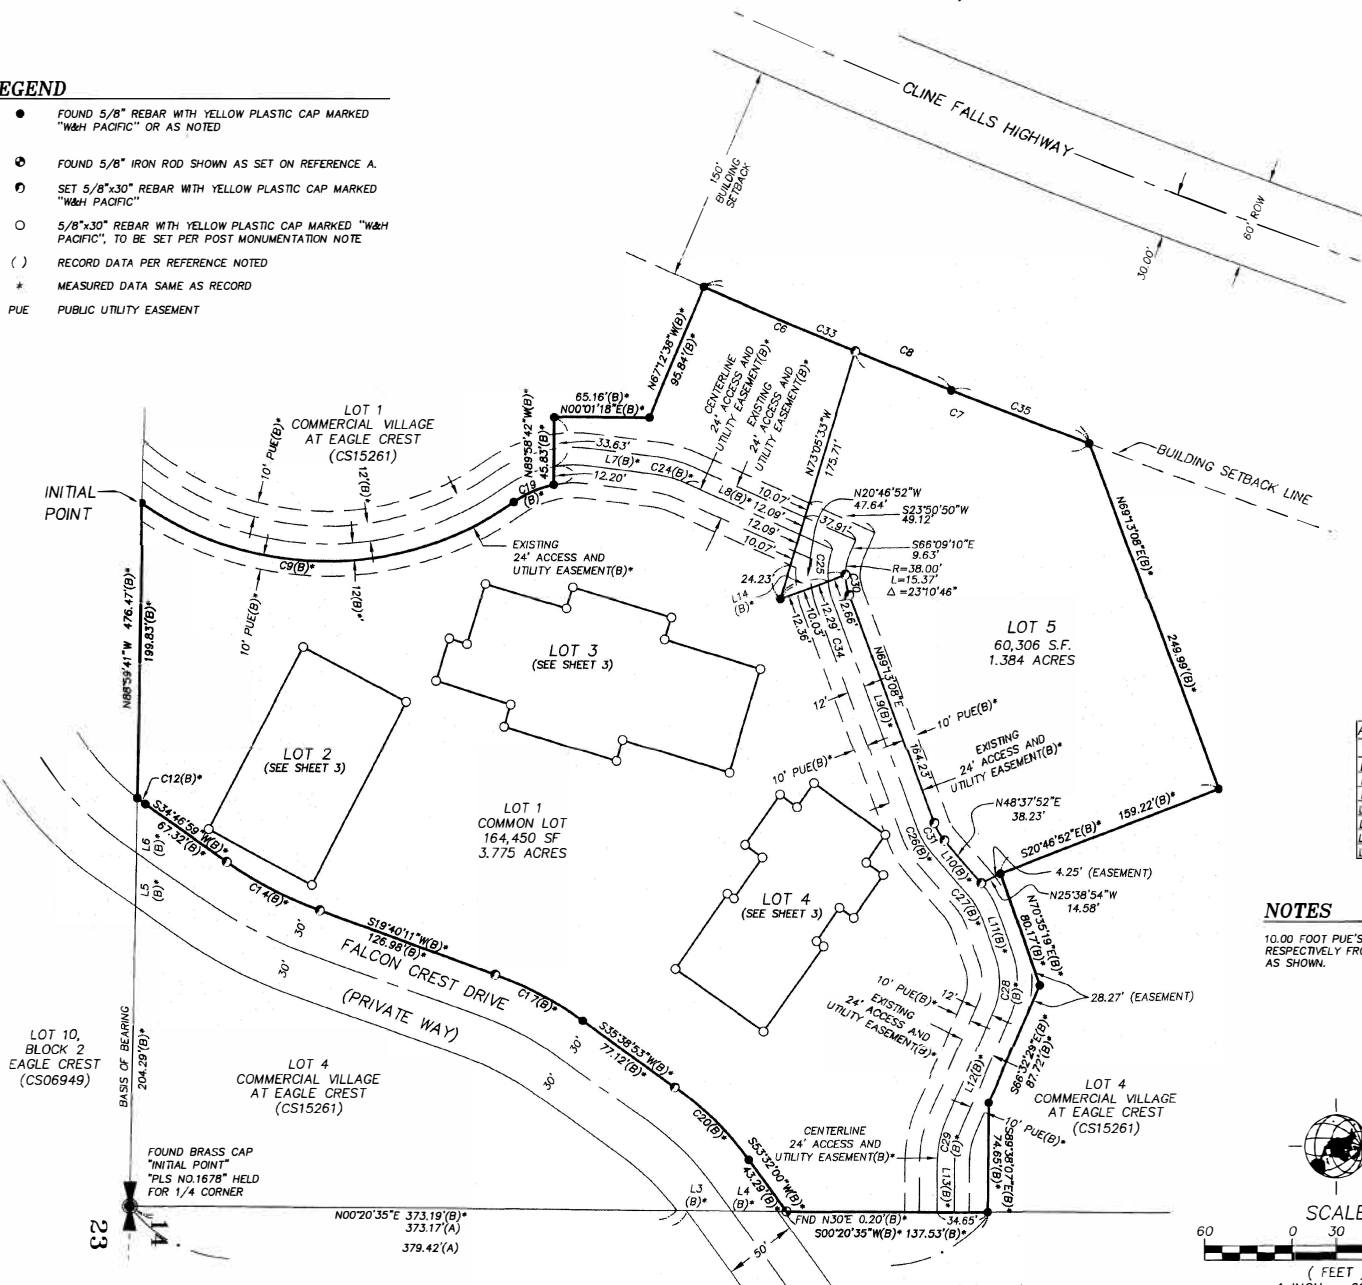 EGEND
FOUND 5/8" REBAR WITH YELLOW PLASTIC CAP MARKED
"W&H PACIFIC" OR AS NOTED
FOUND 5/8" IRON ROD SHOWN AS SET ON REFERENCE A.
SET 5/8"x30" REBAR WITH YELLOW PLASTIC CAP MARKED
"W&H PACIFIC"
5/8"x30" REBAR WITH YELLOW PLASTIC CAP MARKED "W&H
PACIFIC", TO BE SET PER POST MONUMENTATION NOTE
( ) RECORD DATA PER REFERENCE NOTED
* MEASURED DATA SAME AS RECORD
PUE PUBLIC UTILITY EASEMENT
CLINE FALLS HIGHWAY
150'
BUILDING
SETBACK
60' ROW
30.00'
C6
C33
C8
C7
C35
BUILDING SETBACK LINE
N67°12'38"W(B)*
95.84'(B)*
CENTERLINE
24' ACCESS AND
UTILITY EASEMENT(B)*
EXISTING
24' ACCESS AND
UTILITY EASEMENT(B)*
N73°05'33"W
175.71'
65.16'(B)*
N00°01'18"E(B)*
N89°58'42"W(B)*
45.83'(B)*
33.63'
L7(B)*
C24(B)*
12.20'
L8(B)*
10.07'
12.09'
12.09'
10.07'
C19
(B)*
LOT 1
COMMERCIAL VILLAGE
AT EAGLE CREST
(CS15261)
10' PUE(B)*
12'(B)*
INITIAL
POINT
C9(B)*
10' PUE(B)*
12(B)*'
EXISTING
24' ACCESS AND
UTILITY EASEMENT(B)*
N20°46'52"W
47.64'
S23°50'50"W
49.12'
37.91'
S66°09'10"E
9.63'
R=38.00'
L=15.37'
Δ =23°10'46"
C25
C30
24.23'
L14
(B)*
12.36'
10.03'
12.29'
C34
12.66'
N69°13'08"E(B)*
249.99'(B)*
LOT 5
60,306 S.F.
1.384 ACRES
N88°59'41"W 476.47'(B)*
199.83'(B)*
LOT 3
(SEE SHEET 3)
LOT 2
(SEE SHEET 3)
LOT 1
COMMON LOT
164,450 SF
3.775 ACRES
LOT 4
(SEE SHEET 3)
N69°13'08"E
164.23'
L9(B)*
12'
10' PUE(B)*
10' PUE(B)*
EXISTING
24' ACCESS AND
UTILITY EASEMENT(B)*
N48°37'52"E
38.23'
C26(B)*
C31
L10(B)*
S20°46'52"E(B)*
159.22'(B)*
4.25' (EASEMENT)
N25°38'54"W
14.58'
C27(B)*
L11(B)*
N70°35'19"E(B)*
80.17'(B)*
28.27' (EASEMENT)
C28
(B)*
10' PUE(B)*
12'
EXISTING
24' ACCESS AND
UTILITY EASEMENT(B)*
S66°32'29"E(B)*
87.72'(B)*
L12(B)*
LOT 4
COMMERCIAL VILLAGE
AT EAGLE CREST
(CS15261)
10' PUE(B)*
S89°38'07"E(B)*
74.65'(B)*
C29
(B)*
L13(B)*
CENTERLINE
24' ACCESS AND
UTILITY EASEMENT(B)*
C12(B)*
S34°46'59"W(B)*
67.32'(B)*
L6
(B)*
L5
(B)*
C14(B)*
30'
S19°40'11"W(B)*
126.98'(B)*
30'
FALCON CREST DRIVE
(PRIVATE WAY)
C17(B)*
30'
S35°38'53"W(B)*
77.12'(B)*
30'
C20(B)*
S53°32'00"W(B)*
43.29'(B)*
L3
(B)*
L4
(B)*
FND N30°E 0.20'(B)*
34.65'
S00°20'35"W(B)* 137.53'(B)*
50'
LOT 10,
BLOCK 2
EAGLE CREST
(CS06949)
BASIS OF BEARING
204.29'(B)*
LOT 4
COMMERCIAL VILLAGE
AT EAGLE CREST
(CS15261)
FOUND BRASS CAP
"INITIAL POINT"
"PLS NO.1678" HELD
FOR 1/4 CORNER
N00°20'35"E 373.19'(B)*
373.17'(A)
379.42'(A)
14
23
NOTES
10.00 FOOT PUE'S
RESPECTIVELY FRO
AS SHOWN.
SCALE
60 0 30
( FEET